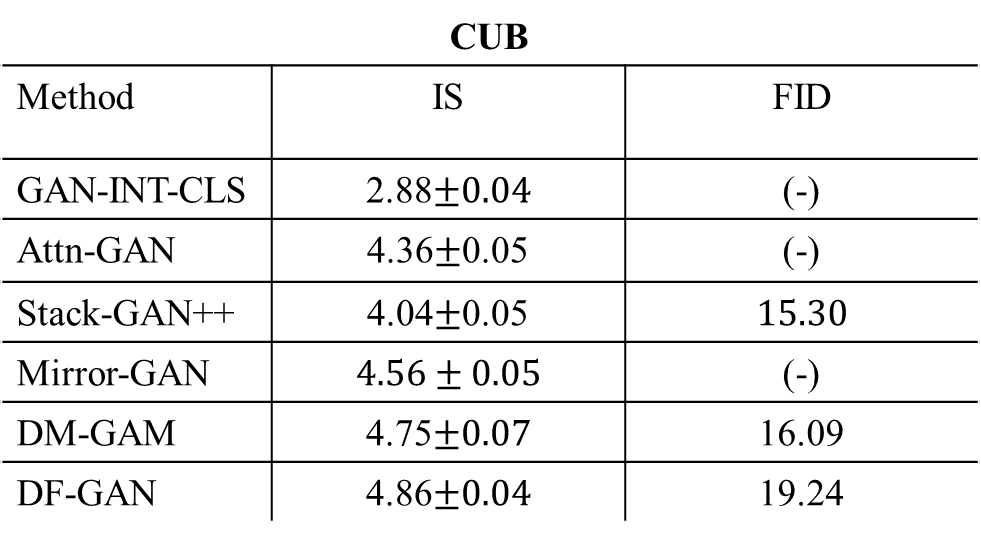 CUB
Method IS FID
GAN-INT-CLS 2.88±0.04 (-)
Attn-GAN 4.36±0.05 (-)
Stack-GAN++ 4.04±0.05 15.30
Mirror-GAN 4.56 ± 0.05 (-)
DM-GAM 4.75±0.07 16.09
DF-GAN 4.86±0.04 19.24